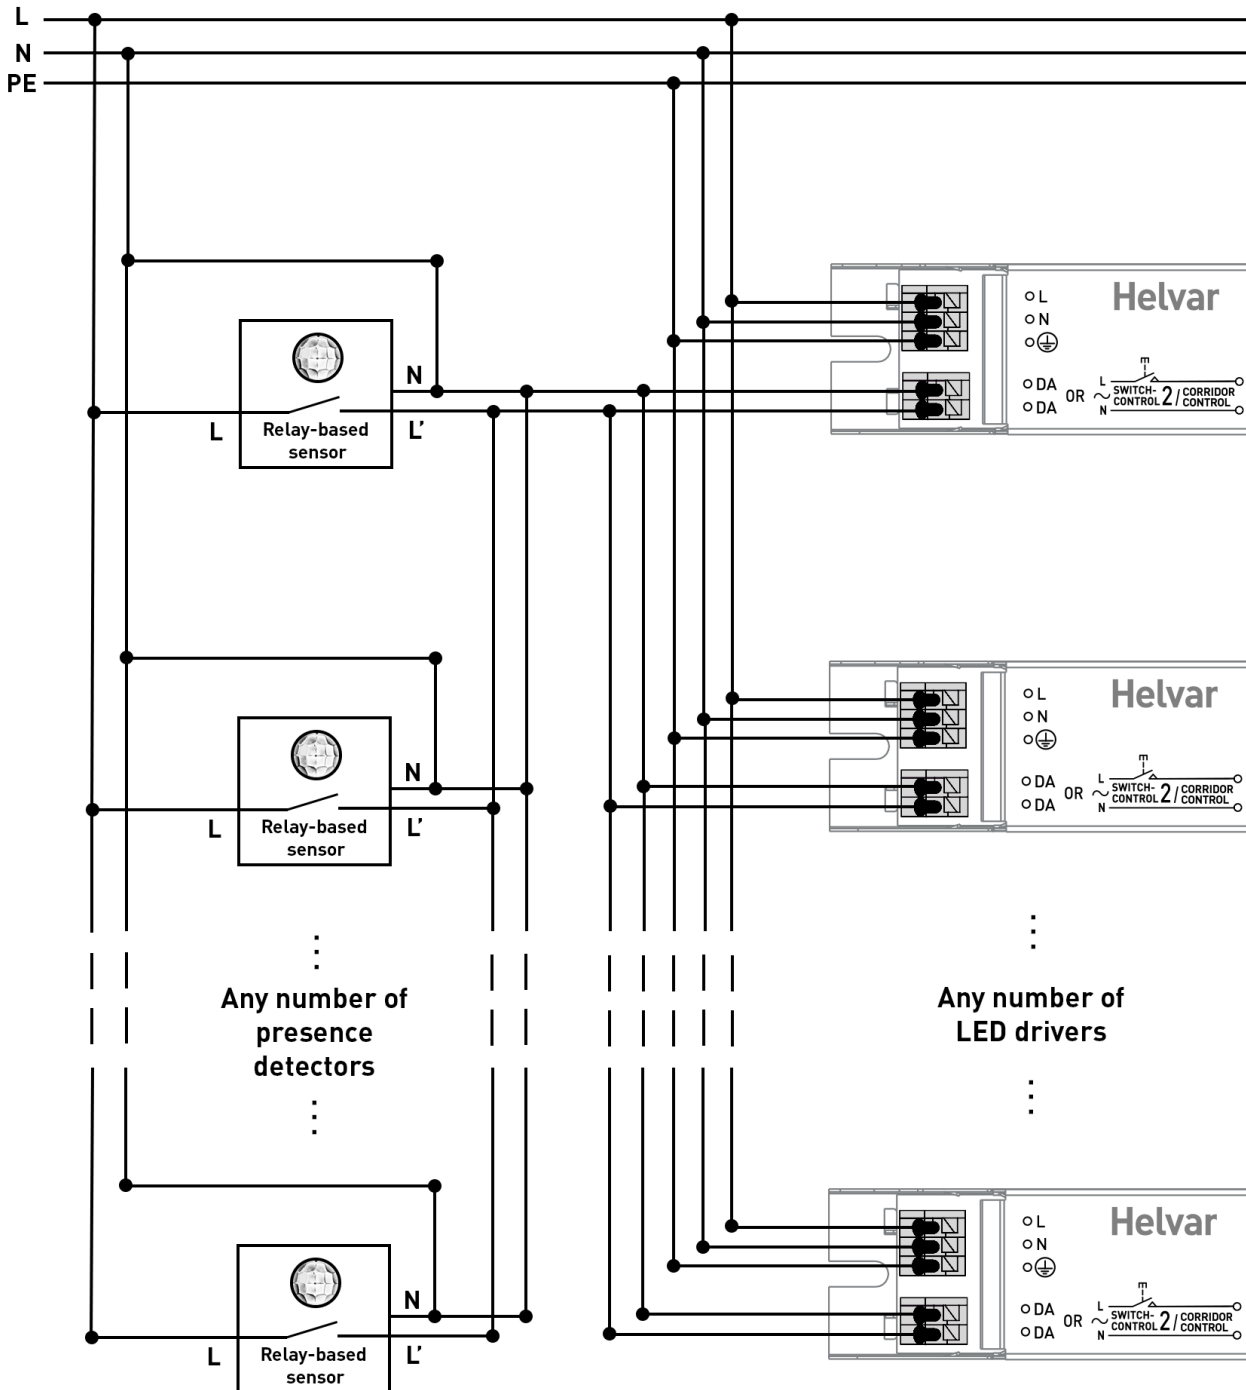 L
N
PE
Helvar
L
N
DA
DA
OR
L
N
SWITCH-
CONTROL 2 / CORRIDOR
CONTROL
N
L
L’
Relay-based
sensor
Helvar
L
N
DA
DA
OR
L
N
SWITCH-
CONTROL 2 / CORRIDOR
CONTROL
N
L
L’
Relay-based
sensor
Any number of
presence
detectors
Any number of
LED drivers
Helvar
L
N
DA
DA
OR
L
N
SWITCH-
CONTROL 2 / CORRIDOR
CONTROL
N
L
L’
Relay-based
sensor